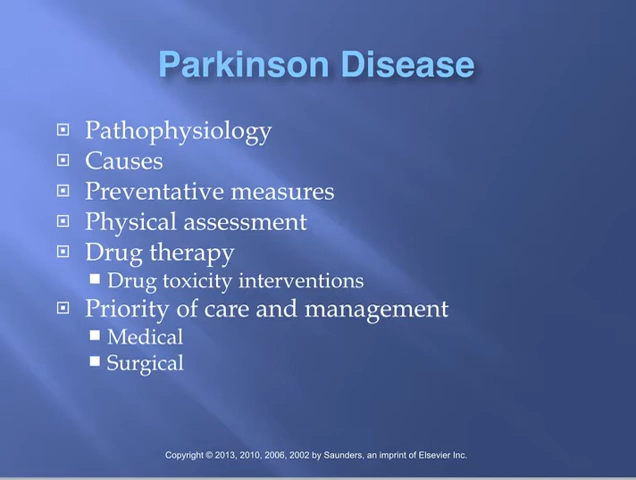 Parkinson Disease
Pathophysiology
Causes
Preventative measures
Physical assessment
Drug therapy
Drug toxicity interventions
Priority of care and management
Medical
Surgical
Copyright © 2013, 2010, 2006, 2002 by Saunders, an imprint of Elsevier Inc.